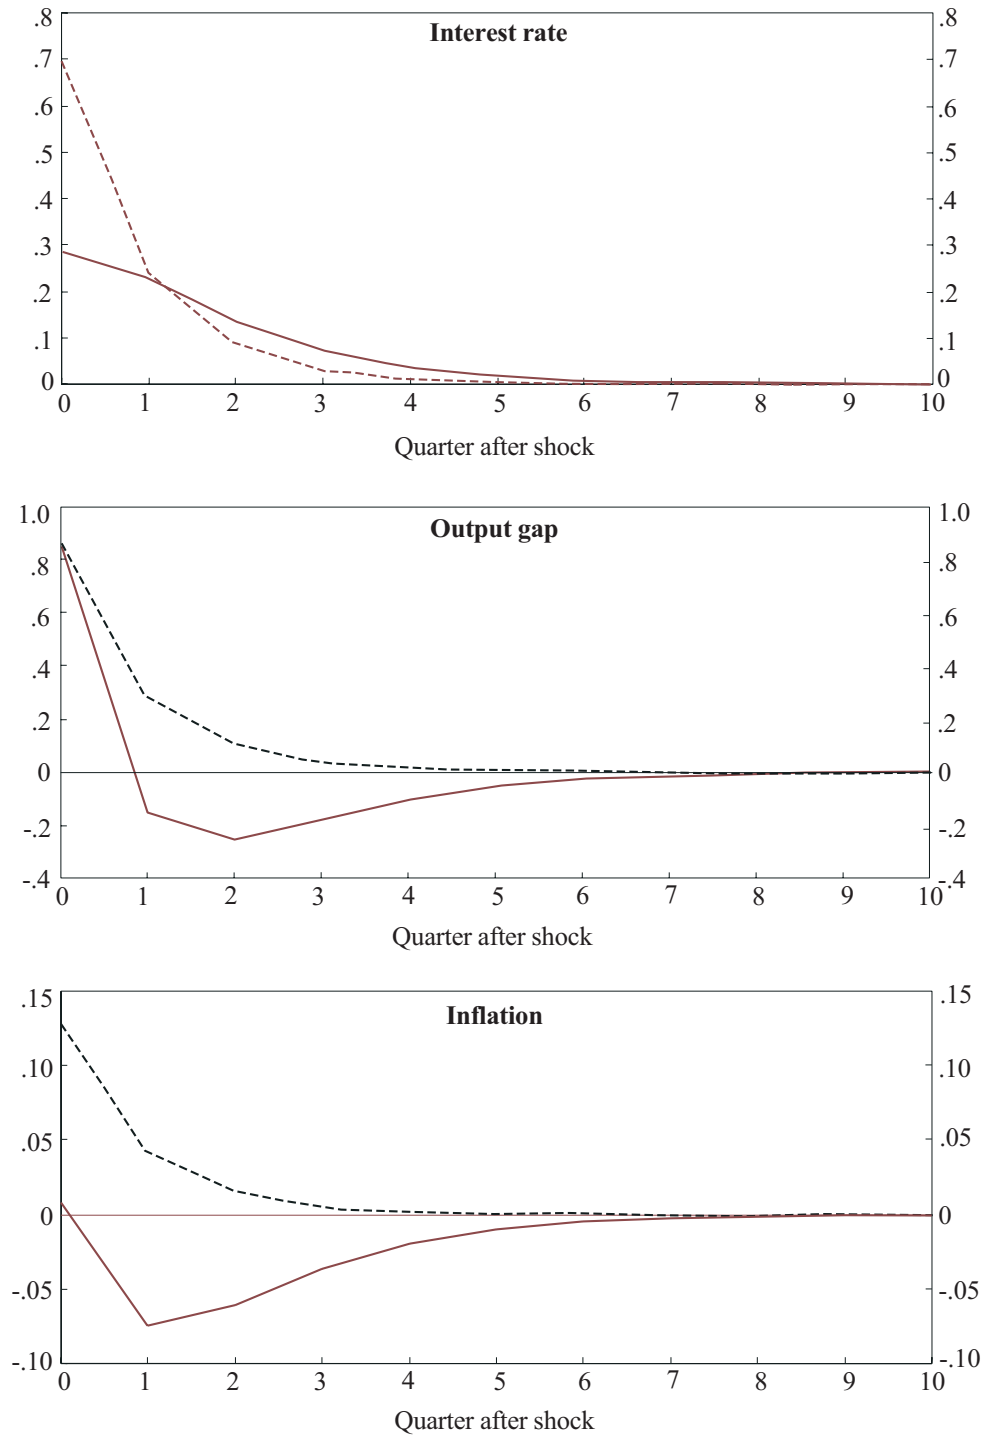 Interest rate
.8 .8
.7 .7
.6 .6
.5 .5
.4 .4
.3 .3
.2 .2
.1 .1
0 0
0 1 2 3 4 5 6 7 8 9 10
Quarter after shock
Output gap
1.0 1.0
.8 .8
.6 .6
.4 .4
.2 .2
0 0
-.2 -.2
-.4 -.4
0 1 2 3 4 5 6 7 8 9 10
Quarter after shock
Inflation
.15 .15
.10 .10
.05 .05
0 0
-.05 -.05
-.10 -.10
0 1 2 3 4 5 6 7 8 9 10
Quarter after shock